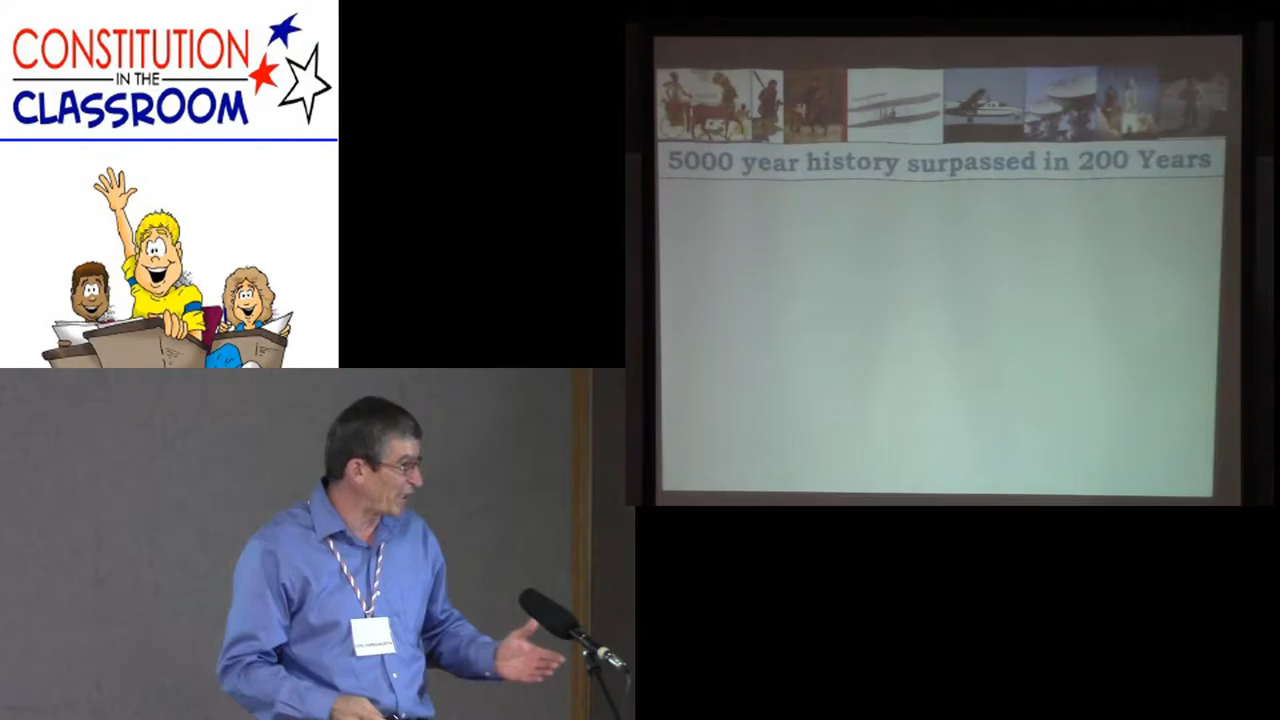 CONSTITUTION
IN THE
CLASSROOM
5000 year history surpassed in 200 Years